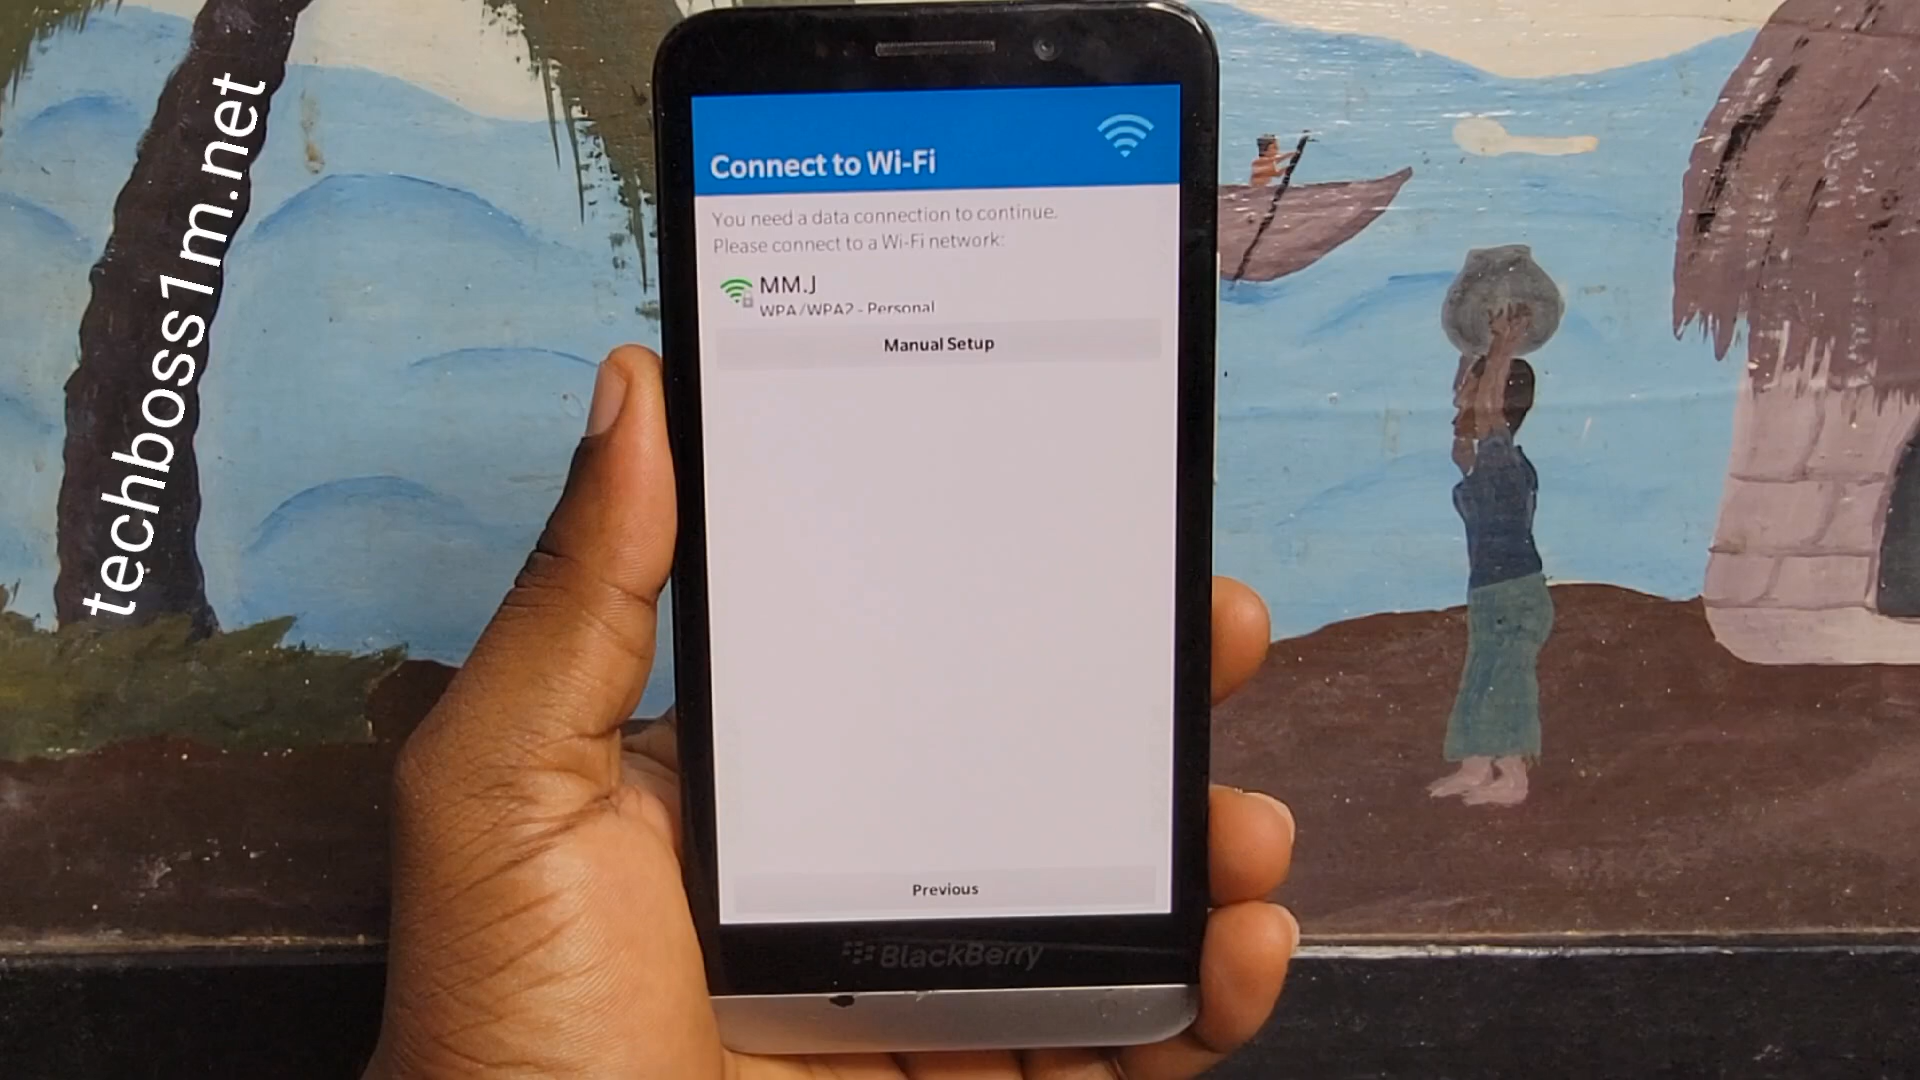 techboss1m.net
Connect to Wi-Fi
You need a data connection to continue.
Please connect to a Wi-Fi network:
MM.J
WPA/WPA2 - Personal
Manual Setup
Previous
BlackBerry